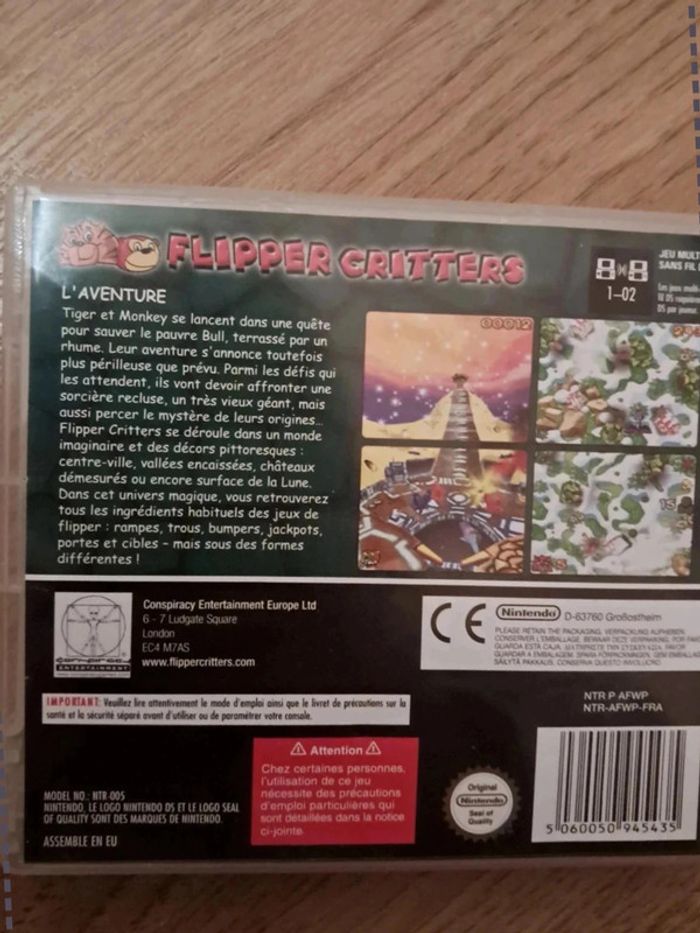 FLIPPER CRITTERS
JEU MULT
SANS FIL
1-02
L'AVENTURE
Tiger et Monkey se lancent dans une quête
pour sauver le pauvre Bull, terrassé par un
rhume. Leur aventure s'annonce toutefois
plus périlleuse que prévu. Parmi les défis qui
les attendent, ils vont devoir affronter une
sorcière recluse, un très vieux géant, mais
aussi percer le mystère de leurs origines...
Flipper Critters se déroule dans un monde
imaginaire et des décors pittoresques :
centre-ville, vallées encaissées, châteaux
démesurés ou encore surface de la Lune.
Dans cet univers magique, vous retrouverez
tous les ingrédients habituels des jeux de
flipper : rampes, trous, bumpers, jackpots,
portes et cibles – mais sous des formes
différentes !
00012
Conspiracy Entertainment Europe Ltd
6 - 7 Ludgate Square
London
EC4 M7AS
www.flippercritters.com
ENTERTAINMENT
CE
Nintendo D-63760 Großostheim
PLEASE RETAIN THE PACKAGING. VERPACKUNG AUFHEBEN.
IMPORTANT: Veuillez lire attentivement le mode d'emploi ainsi que le livret de précautions sur la
santé et la sécurité séparé avant d'utiliser ou de paramétrer votre console.
NTR P AFWP
NTR-AFWP-FRA
Attention
Chez certaines personnes,
l'utilisation de ce jeu
nécessite des précautions
d'emploi particulières qui
sont détaillées dans la notice
ci-jointe.
MODEL NO.: NTR-005
NINTENDO, LE LOGO NINTENDO DS ET LE LOGO SEAL
OF QUALITY SONT DES MARQUES DE NINTENDO.
ASSEMBLE EN EU
Original
Nintendo
Seal of
Quality
5 060050 945435